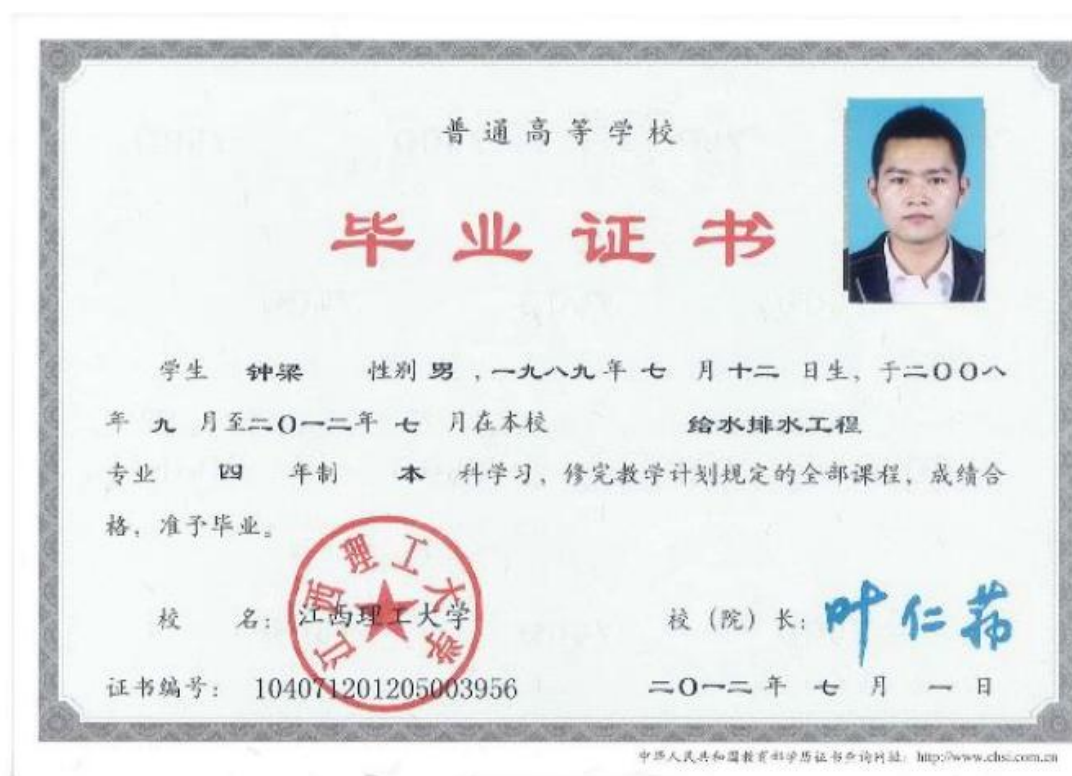 普通高等学校
毕业证书
学生 钟梁 性别 男 ,一九八九年 七 月 十二 日生、于二〇〇八
年 九 月至二〇一二年 七 月在本校 给水排水工程
专业 四 年制 本 科学习、修完教学计划规定的全部课程、成绩合
格、准予毕业。
江西理工大学
校 名: 江西理工大学 校(院)长: 叶仁荪
证书编号: 104071201205003956 二〇一二年 七 月 一 日
中华人民共和国教育部学历证书查询网址: http://www.chsi.com.cn